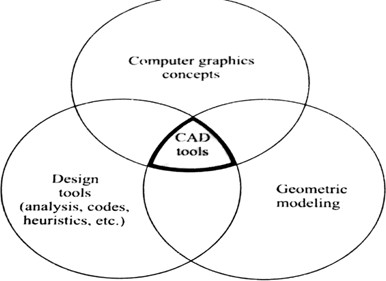 Computer graphics
concepts
CAD
tools
Design
tools
(analysis, codes,
heuristics, etc.)
Geometric
modeling